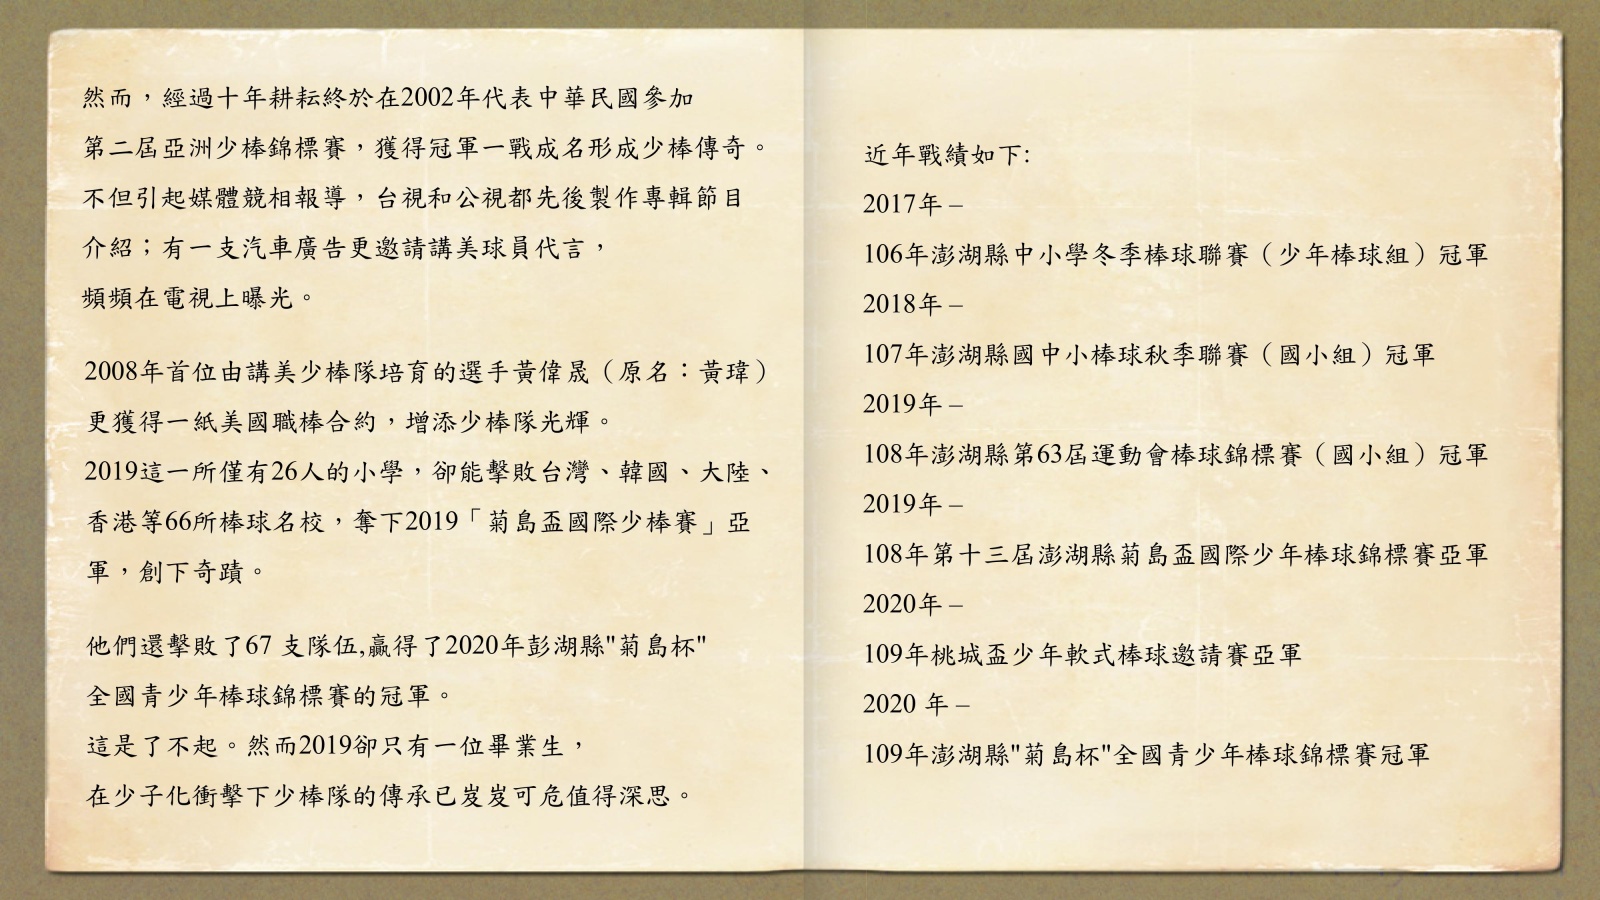 然而，經過十年耕耘終於在2002年代表中華民國參加
第二屆亞洲少棒錦標賽，獲得冠軍一戰成名形成少棒傳奇。
不但引起媒體競相報導，台視和公視都先後製作專輯節目
介紹；有一支汽車廣告更邀請講美球員代言，
頻頻在電視上曝光。
2008年首位由講美少棒隊培育的選手黃偉晟（原名：黃瑋）
更獲得一紙美國職棒合約，增添少棒隊光輝。
2019這一所僅有26人的小學，卻能擊敗台灣、韓國、大陸、
香港等66所棒球名校，奪下2019「菊島盃國際少棒賽」亞
軍，創下奇蹟。
他們還擊敗了67 支隊伍,贏得了2020年彭湖縣"菊島杯"
全國青少年棒球錦標賽的冠軍。
這是了不起。然而2019卻只有一位畢業生，
在少子化衝擊下少棒隊的傳承已岌岌可危值得深思。
近年戰績如下:
2017年 –
106年澎湖縣中小學冬季棒球聯賽（少年棒球組）冠軍
2018年 –
107年澎湖縣國中小棒球秋季聯賽（國小組）冠軍
2019年 –
108年澎湖縣第63屆運動會棒球錦標賽（國小組）冠軍
2019年 –
108年第十三屆澎湖縣菊島盃國際少年棒球錦標賽亞軍
2020年 –
109年桃城盃少年軟式棒球邀請賽亞軍
2020 年 –
109年澎湖縣"菊島杯"全國青少年棒球錦標賽冠軍